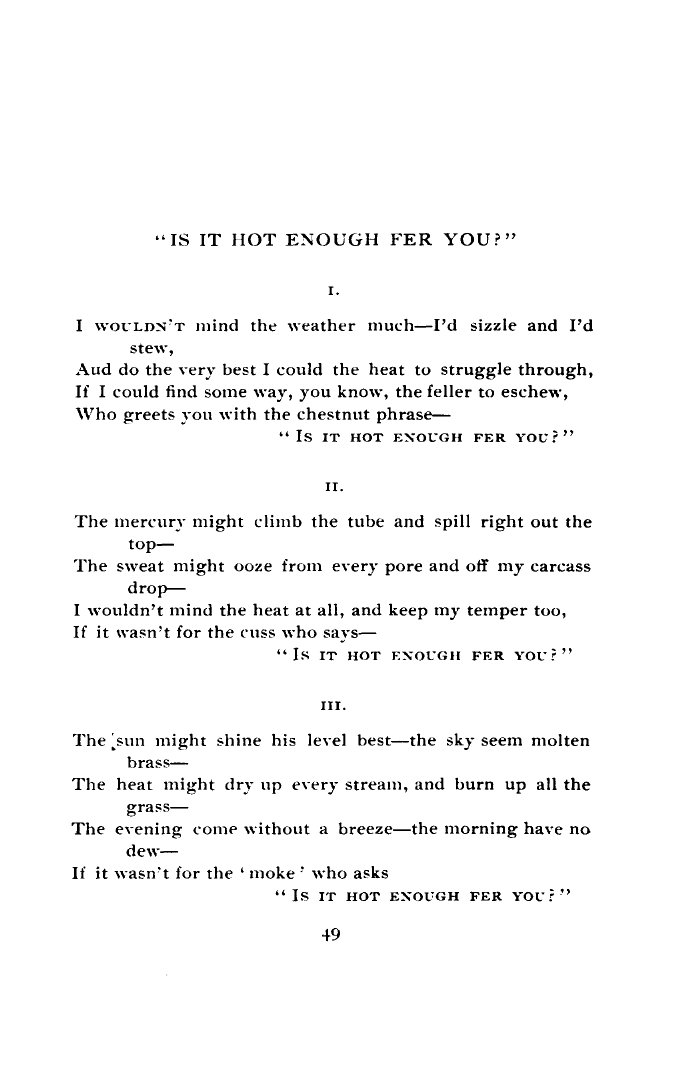 “IS IT HOT ENOUGH FER YOU?”
I.
I WOULDN'T mind the weather much—I'd sizzle and I'd
stew,
Aud do the very best I could the heat to struggle through,
If I could find some way, you know, the feller to eschew,
Who greets you with the chestnut phrase—
“IS IT HOT ENOUGH FER YOU?”
II.
The mercury might climb the tube and spill right out the
top—
The sweat might ooze from every pore and off my carcass
drop—
I wouldn't mind the heat at all, and keep my temper too,
If it wasn't for the cuss who says—
“IS IT HOT ENOUGH FER YOU?”
III.
The sun might shine his level best—the sky seem molten
brass—
The heat might dry up every stream, and burn up all the
grass—
The evening come without a breeze—the morning have no
dew—
If it wasn't for the ‘moke’ who asks
“IS IT HOT ENOUGH FER YOU?”
49